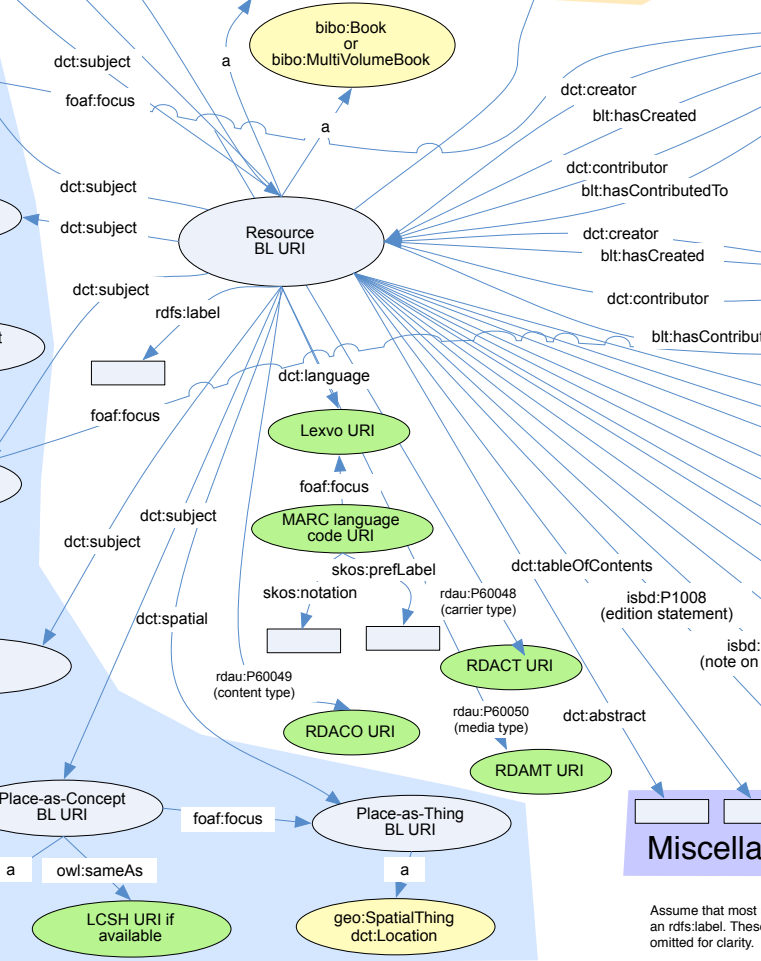 bibo:Book
or
bibo:MultiVolumeBook
dct:subject
a
foaf:focus
a
dct:creator
blt:hasCreated
dct:contributor
blt:hasContributedTo
dct:subject
dct:subject
Resource
BL URI
dct:creator
blt:hasCreated
dct:subject
dct:contributor
rdfs:label
blt:hasContribut
dct:language
foaf:focus
Lexvo URI
foaf:focus
dct:subject
MARC language
code URI
dct:subject
skos:prefLabel
skos:notation
dct:tableOfContents
rdau:P60048
(carrier type)
isbd:P1008
(edition statement)
dct:spatial
isbd:
(note on
RDACT URI
rdau:P60049
(content type)
rdau:P60050
(media type)
dct:abstract
RDACO URI
RDAMT URI
Place-as-Concept
BL URI
foaf:focus
Place-as-Thing
BL URI
Miscella
a
owl:sameAs
a
LCSH URI if
available
geo:SpatialThing
dct:Location
Assume that most
an rdfs:label. These
omitted for clarity.